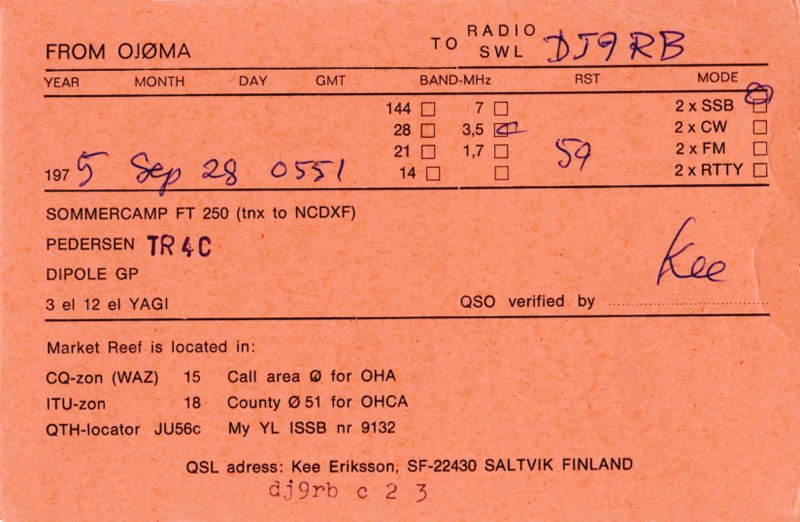 FROM OJØMA TO RADIO SWL DJ9RB
YEAR MONTH DAY GMT BAND-MHz RST MODE
144 ☐ 7 ☐ 2 x SSB ☐
28 ☐ 3,5 ☐ 2 x CW ☐
21 ☐ 1,7 ☐ 2 x FM ☐
1975 Sep 28 0551 14 ☐ ☐ 59 2 x RTTY ☐
SOMMERCAMP FT 250 (tnx to NCDXF)
PEDERSEN TR4C
DIPOLE GP
3 el 12 el YAGI QSO verified by Kee
Market Reef is located in:
CQ-zon (WAZ) 15 Call area Ø for OHA
ITU-zon 18 County Ø 51 for OHCA
QTH-locator JU56c My YL ISSB nr 9132
QSL adress: Kee Eriksson, SF-22430 SALTVIK FINLAND
dj9rb c 2 3